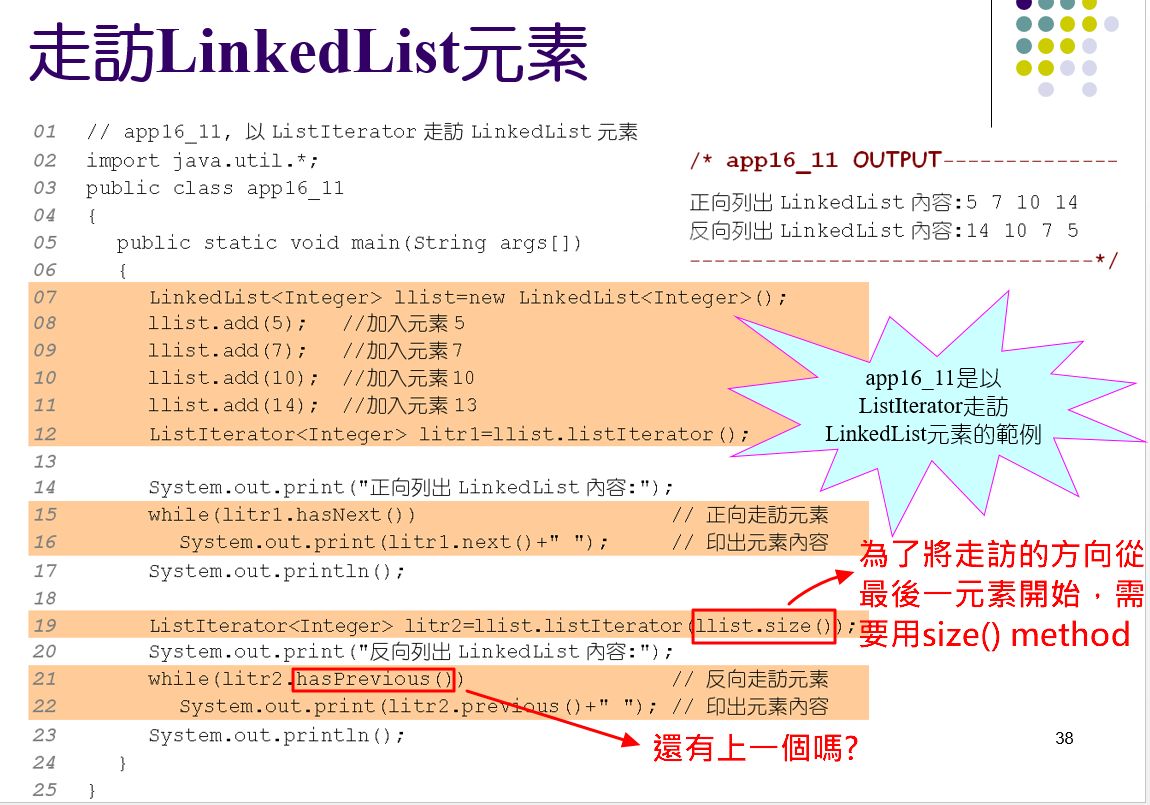 走訪LinkedList元素
01 // app16_11, 以 ListIterator 走訪 LinkedList 元素
02 import java.util.*;
03 public class app16_11
04 {
05 public static void main(String args[])
06 {
07 LinkedList<Integer> llist=new LinkedList<Integer>();
08 llist.add(5); //加入元素 5
09 llist.add(7); //加入元素 7
10 llist.add(10); //加入元素 10
11 llist.add(14); //加入元素 13
12 ListIterator<Integer> litr1=llist.listIterator();
13
14 System.out.print("正向列出 LinkedList 內容:");
15 while(litr1.hasNext()) // 正向走訪元素
16 System.out.print(litr1.next()+" "); // 印出元素內容
17 System.out.println();
18
19 ListIterator<Integer> litr2=llist.listIterator(llist.size());
20 System.out.print("反向列出 LinkedList 內容:");
21 while(litr2.hasPrevious()) // 反向走訪元素
22 System.out.print(litr2.previous()+" "); // 印出元素內容
23 System.out.println();
24 }
25 }
/* app16_11 OUTPUT--------------
正向列出 LinkedList 內容:5 7 10 14
反向列出 LinkedList 內容:14 10 7 5
---------------------------------*/
app16_11是以
ListIterator走訪
LinkedList元素的範例
為了將走訪的方向從
最後一元素開始，需
要用size() method
還有上一個嗎?
38